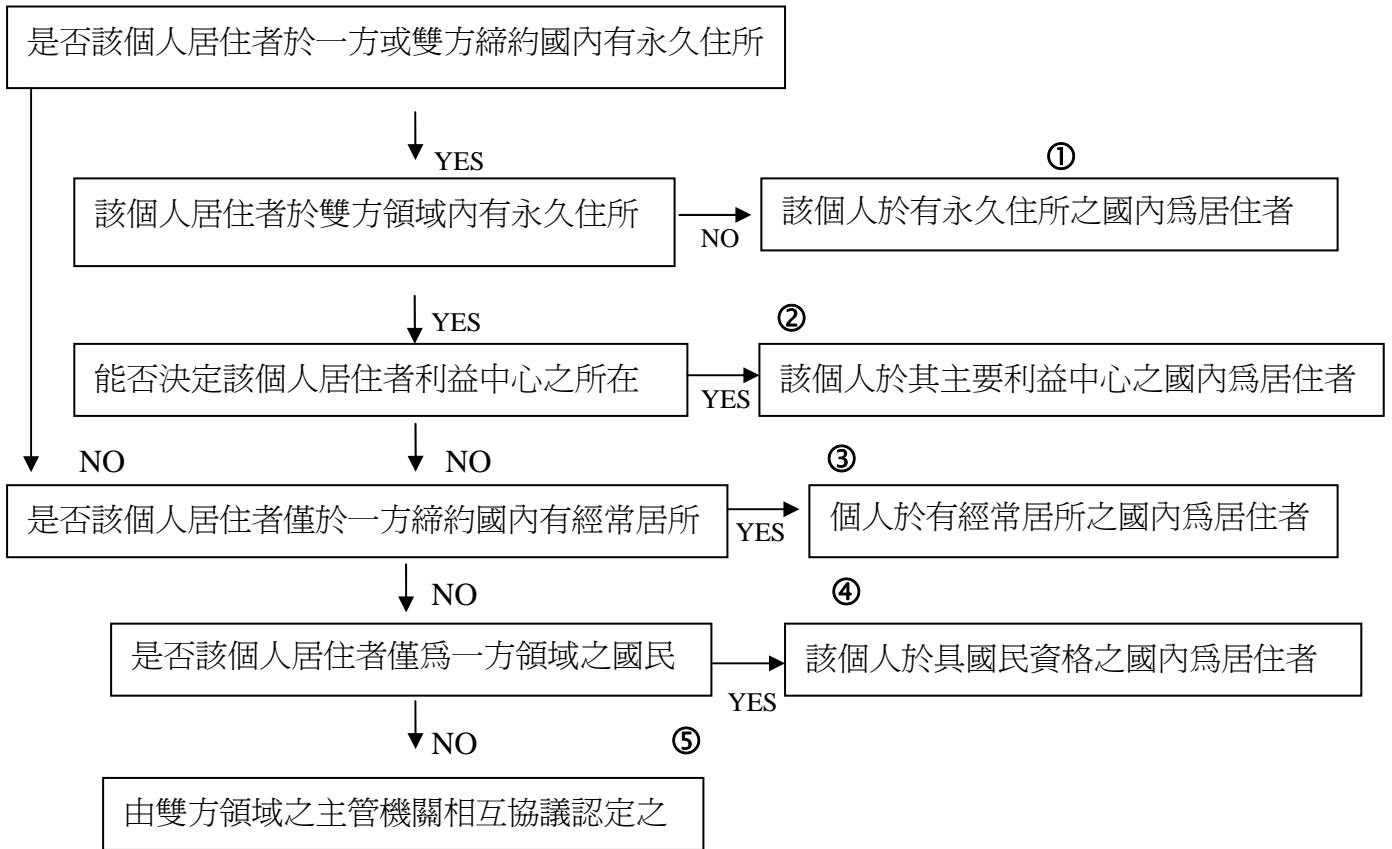 是否該個人居住者於一方或雙方締約國內有永久住所
YES
①
該個人居住者於雙方領域內有永久住所
NO
該個人於有永久住所之國內爲居住者
YES
②
能否決定該個人居住者利益中心之所在
YES
該個人於其主要利益中心之國內爲居住者
NO
NO
③
是否該個人居住者僅於一方締約國內有經常居所
YES
個人於有經常居所之國內爲居住者
NO
④
是否該個人居住者僅爲一方領域之國民
YES
該個人於具國民資格之國內爲居住者
NO
⑤
由雙方領域之主管機關相互協議認定之